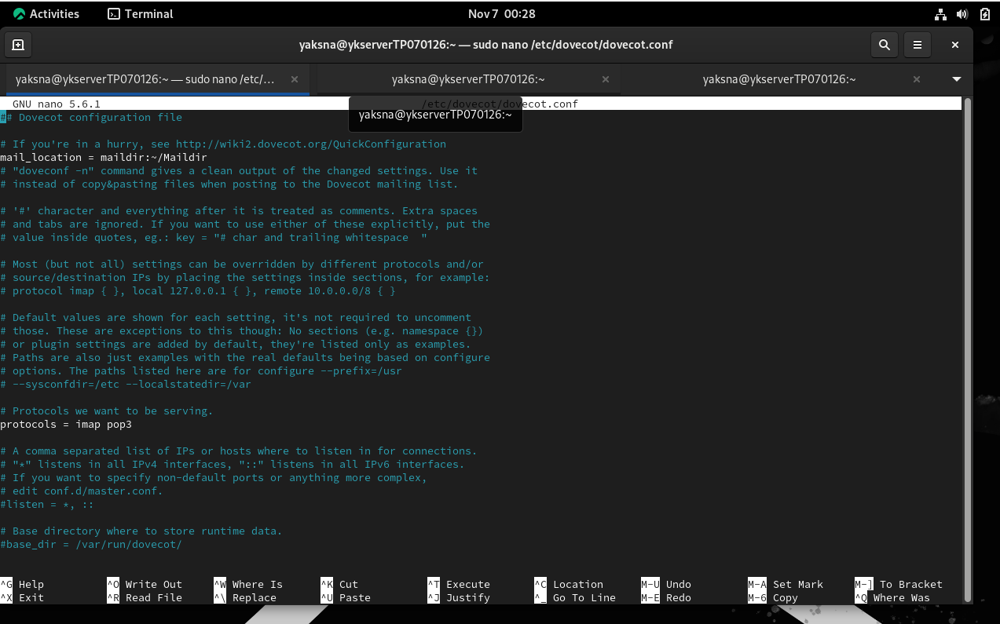 Activities Terminal Nov 7 00:28
yaksna@ykserverTP070126:~ — sudo nano /etc/dovecot/dovecot.conf
yaksna@ykserverTP070126:~ — sudo nano /etc/… yaksna@ykserverTP070126:~ yaksna@ykserverTP070126:~
GNU nano 5.6.1 /etc/dovecot/dovecot.conf
## Dovecot configuration file
yaksna@ykserverTP070126:~
# If you're in a hurry, see http://wiki2.dovecot.org/QuickConfiguration
mail_location = maildir:~/Maildir
# "doveconf -n" command gives a clean output of the changed settings. Use it
# instead of copy&pasting files when posting to the Dovecot mailing list.
# '#' character and everything after it is treated as comments. Extra spaces
# and tabs are ignored. If you want to use either of these explicitly, put the
# value inside quotes, eg.: key = "# char and trailing whitespace  "
# Most (but not all) settings can be overridden by different protocols and/or
# source/destination IPs by placing the settings inside sections, for example:
# protocol imap { }, local 127.0.0.1 { }, remote 10.0.0.0/8 { }
# Default values are shown for each setting, it's not required to uncomment
# those. These are exceptions to this though: No sections (e.g. namespace {})
# or plugin settings are added by default, they're listed only as examples.
# Paths are also just examples with the real defaults being based on configure
# options. The paths listed here are for configure --prefix=/usr
# --sysconfdir=/etc --localstatedir=/var
# Protocols we want to be serving.
protocols = imap pop3
# A comma separated list of IPs or hosts where to listen in for connections.
# "*" listens in all IPv4 interfaces, "::" listens in all IPv6 interfaces.
# If you want to specify non-default ports or anything more complex,
# edit conf.d/master.conf.
#listen = *, ::
# Base directory where to store runtime data.
#base_dir = /var/run/dovecot/
^G Help ^O Write Out ^W Where Is ^K Cut ^T Execute ^C Location M-U Undo M-A Set Mark M-] To Bracket
^X Exit ^R Read File ^\ Replace ^U Paste ^J Justify ^_ Go To Line M-E Redo M-6 Copy ^Q Where Was